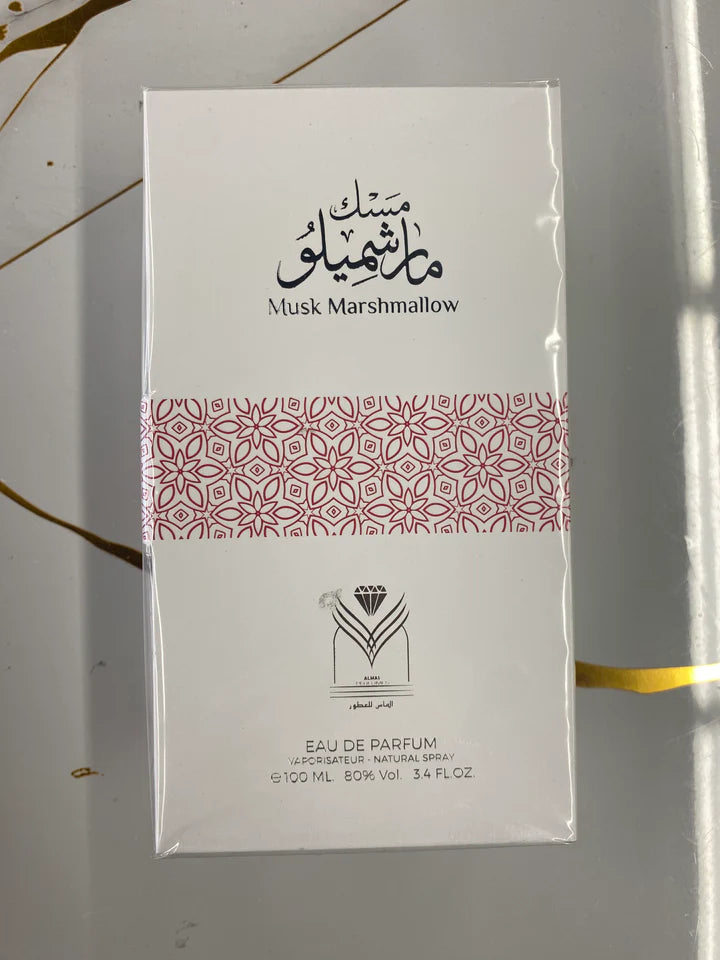 مسك
مارشميلو
Musk Marshmallow
ALMAS
الماس للعطور
EAU DE PARFUM
VAPORISATEUR - NATURAL SPRAY
℮ 100 ML. 80% Vol. 3.4 FL.OZ.